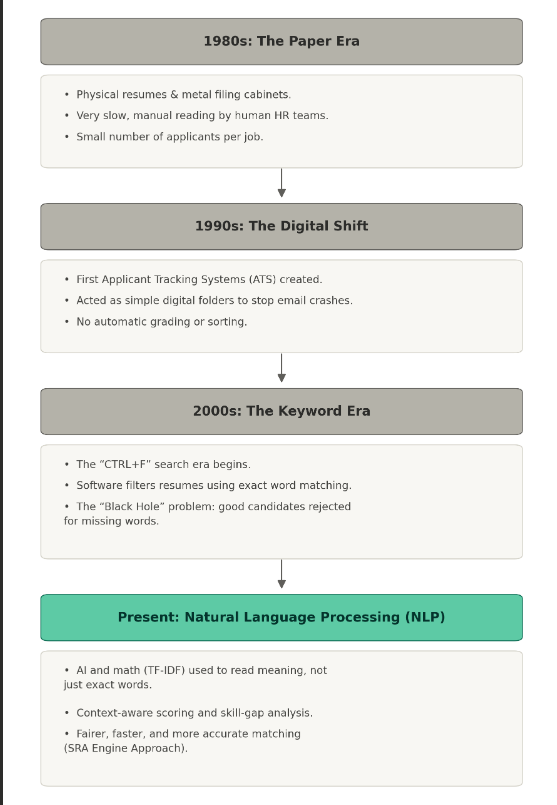 1980s: The Paper Era
• Physical resumes & metal filing cabinets.
• Very slow, manual reading by human HR teams.
• Small number of applicants per job.
1990s: The Digital Shift
• First Applicant Tracking Systems (ATS) created.
• Acted as simple digital folders to stop email crashes.
• No automatic grading or sorting.
2000s: The Keyword Era
• The “CTRL+F” search era begins.
• Software filters resumes using exact word matching.
• The “Black Hole” problem: good candidates rejected
for missing words.
Present: Natural Language Processing (NLP)
• AI and math (TF-IDF) used to read meaning, not
just exact words.
• Context-aware scoring and skill-gap analysis.
• Fairer, faster, and more accurate matching
(SRA Engine Approach).